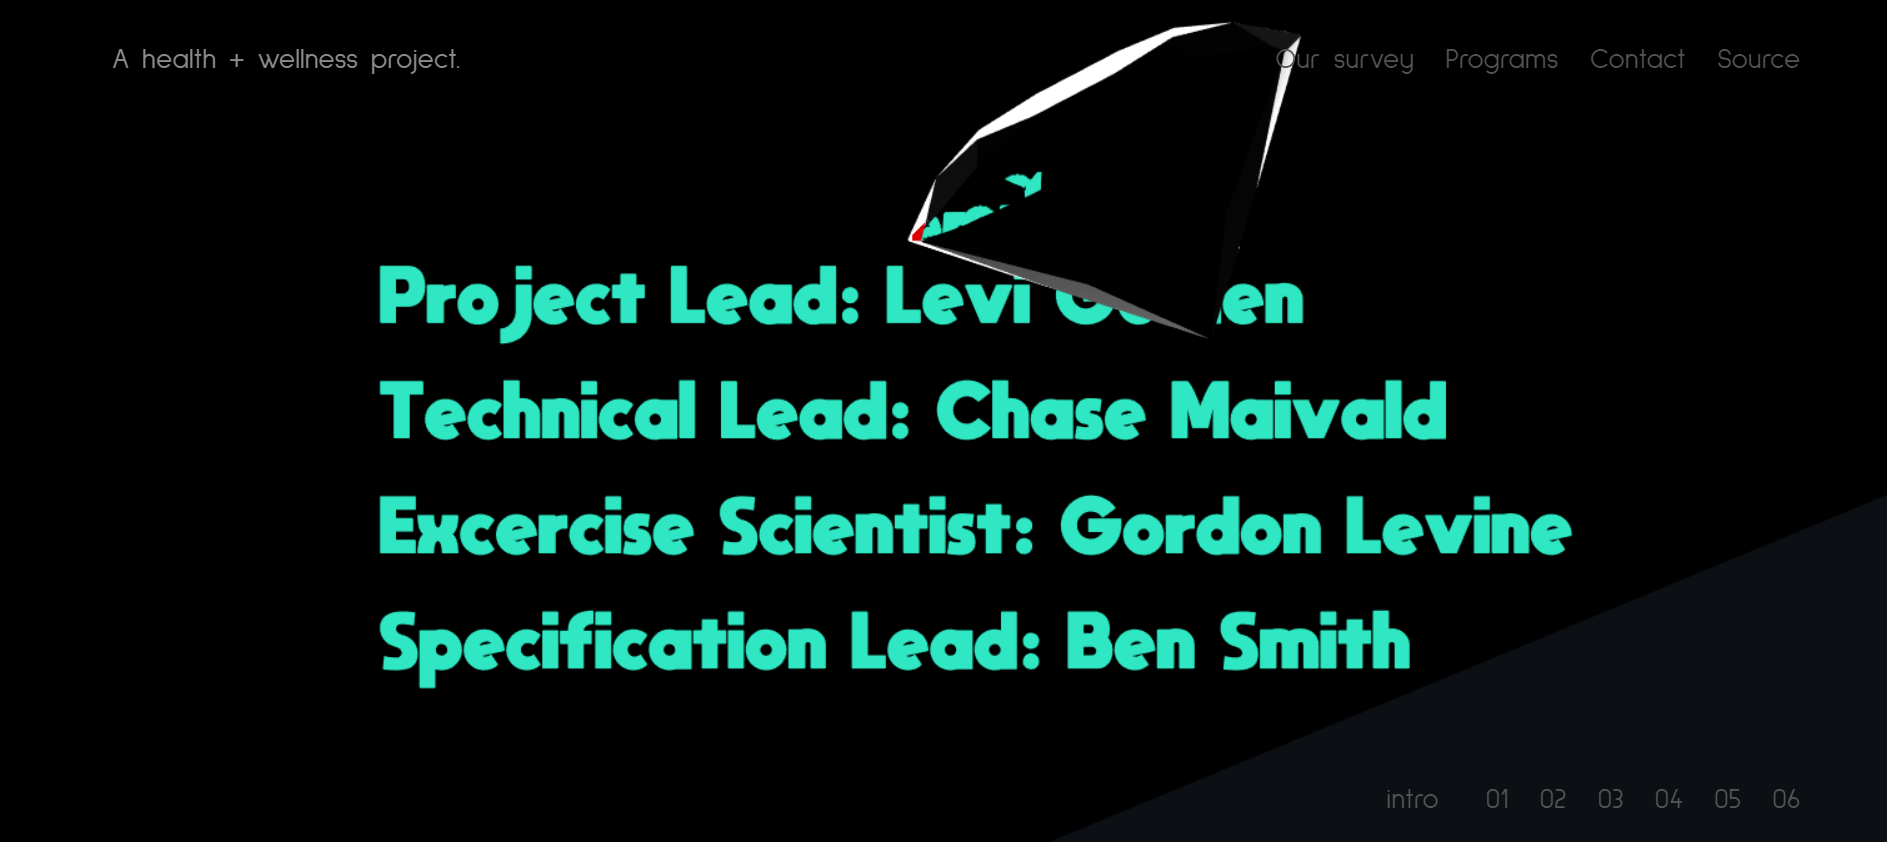 A health + wellness project.
Our survey Programs Contact Source
Project Lead: Levi
Technical Lead: Chase Maivald
Excercise Scientist: Gordon Levine
Specification Lead: Ben Smith
intro 01 02 03 04 05 06